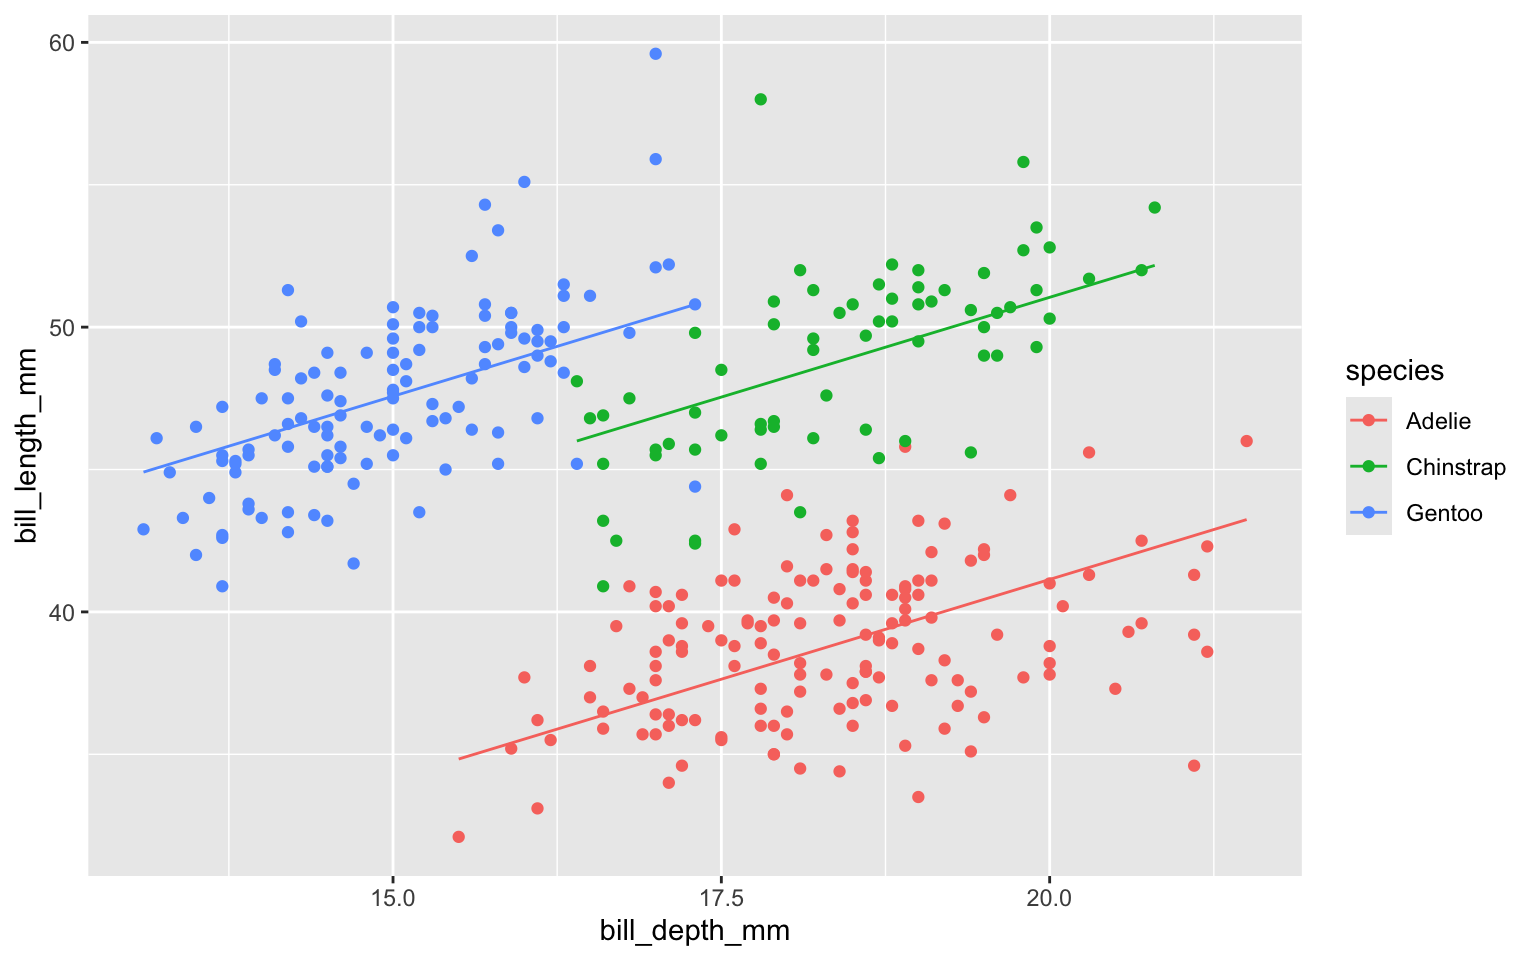 60
50
40
bill_length_mm
15.0 17.5 20.0
bill_depth_mm
species
Adelie
Chinstrap
Gentoo